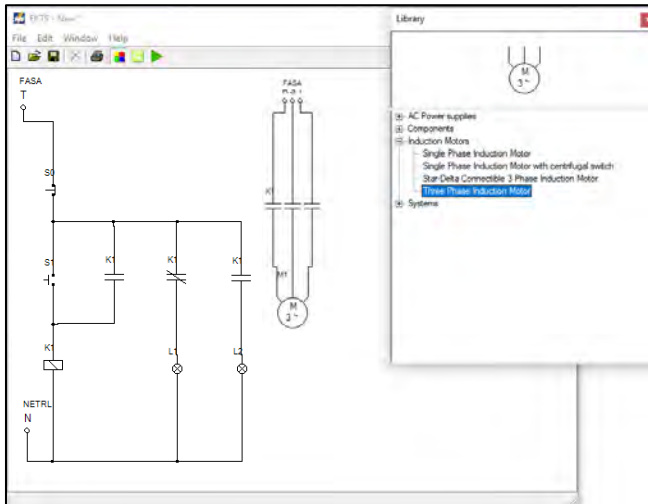 EKTS - New
File Edit Window Help
FASA
T
S0
S1
K1
K1
K1
K1
L1
L2
NETRL
N
FASA
R S T
K1
M1
M
3 ~
Library
M
3 ~
AC Power supplies
Components
Induction Motors
Single Phase Induction Motor
Single Phase Induction Motor with centrifugal switch
Star-Delta Connectible 3 Phase Induction Motor
Three Phase Induction Motor
Systems